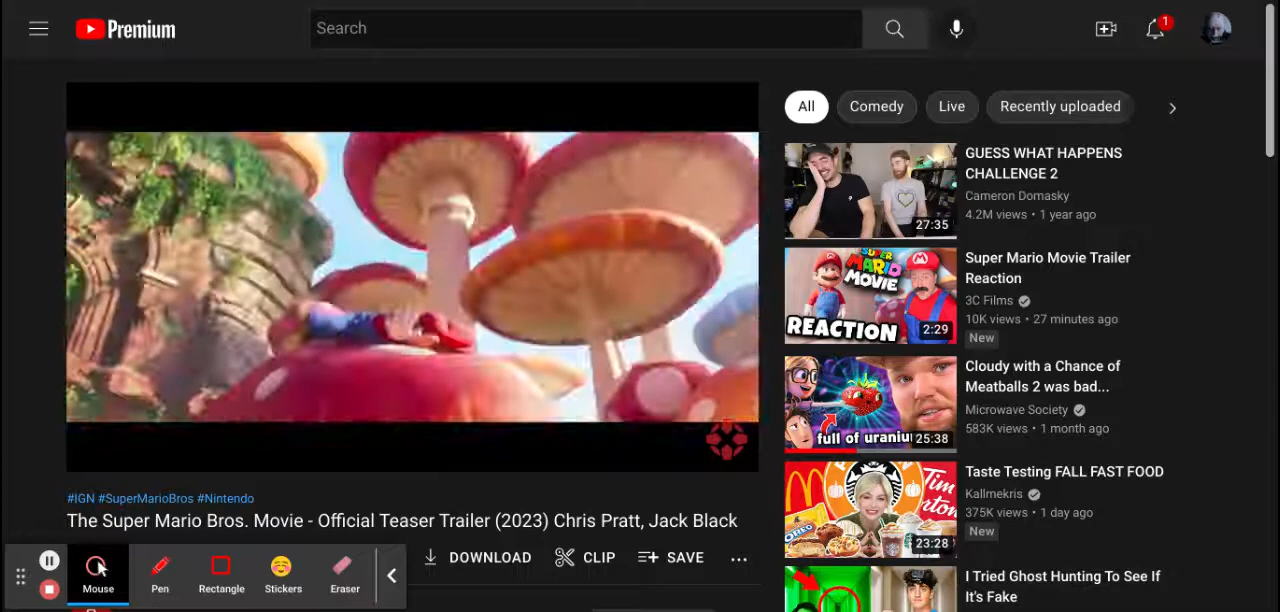 Premium
Search
1
All
Comedy
Live
Recently uploaded
GUESS WHAT HAPPENS
CHALLENGE 2
Cameron Domasky
4.2M views • 1 year ago
27:35
Super Mario Movie Trailer
Reaction
3C Films
10K views • 27 minutes ago
New
SUPER
MARIO
MOVIE
REACTION
2:29
Cloudy with a Chance of
Meatballs 2 was bad...
Microwave Society
583K views • 1 month ago
full of uraniu
25:38
Taste Testing FALL FAST FOOD
Kallmekris
375K views • 1 day ago
New
Tim
OREO
23:28
I Tried Ghost Hunting To See If
It's Fake
#IGN #SuperMarioBros #Nintendo
The Super Mario Bros. Movie - Official Teaser Trailer (2023) Chris Pratt, Jack Black
DOWNLOAD
CLIP
SAVE
...
Mouse
Pen
Rectangle
Stickers
Eraser